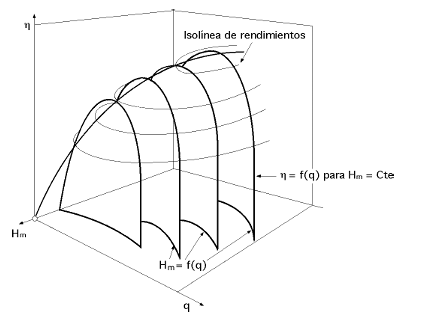 η
Isolínea de rendimientos
η = f(q) para Hm = Cte
Hm
Hm = f(q)
q